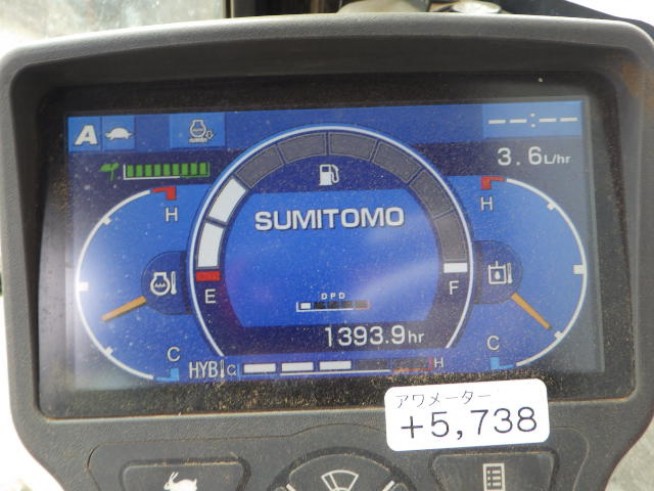 A
--:--
3.6L/hr
H
H
SUMITOMO
E
F
DPD
1393.9hr
C
C
HYB
C
H
アワメーター
+5,738